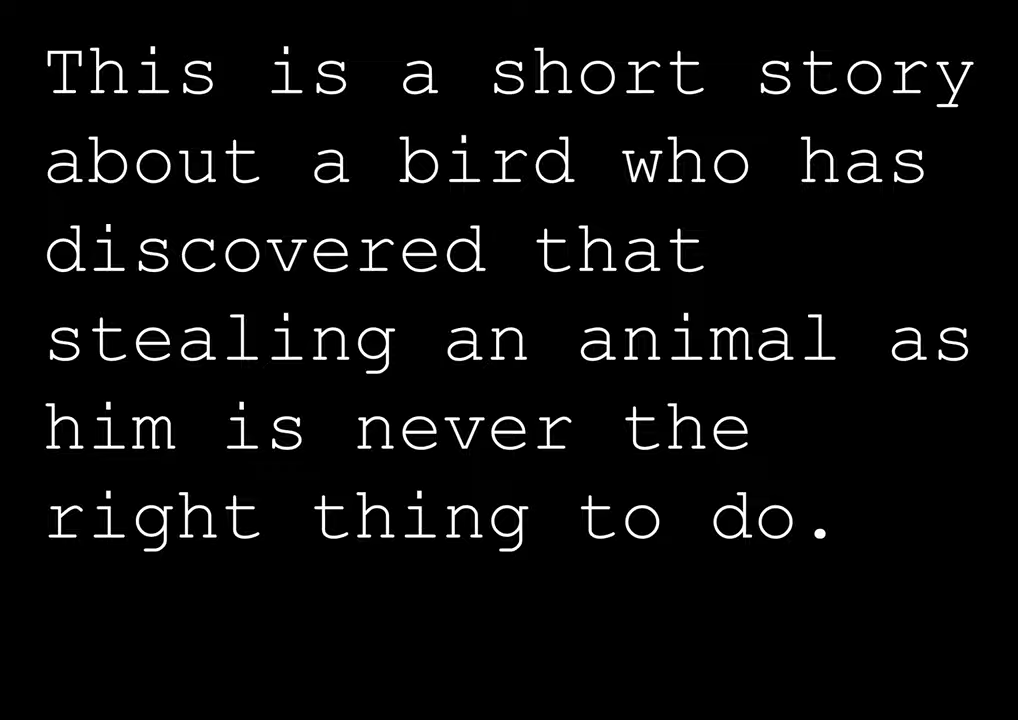 This is a short story
about a bird who has
discovered that
stealing an animal as
him is never the
right thing to do.